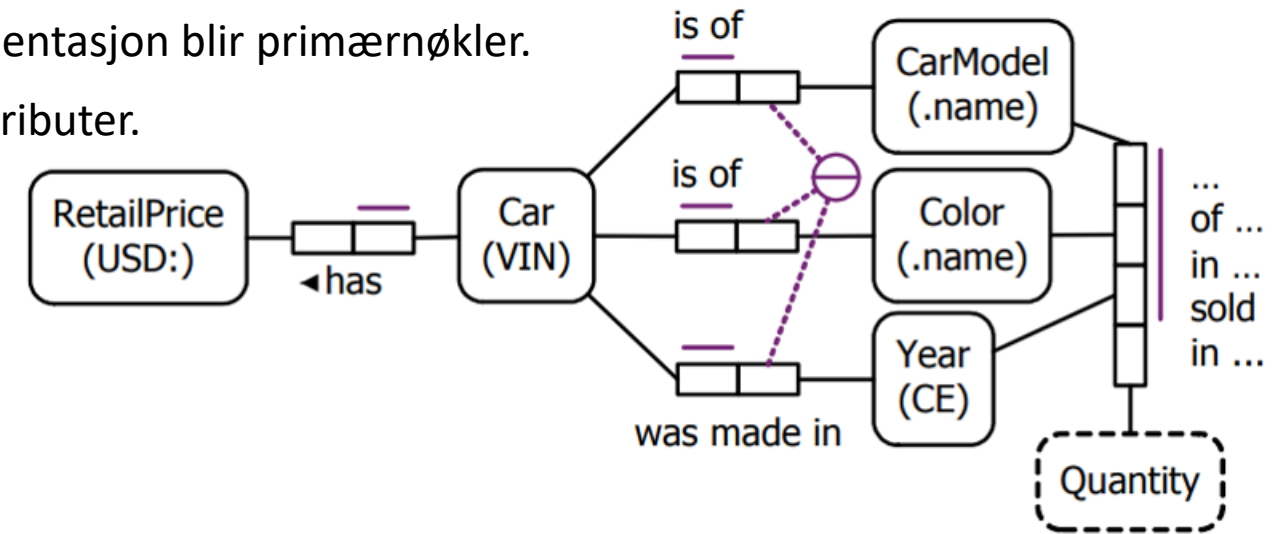 entasjon blir primærnøkler.
ributer.
RetailPrice
(USD:)
◄has
Car
(VIN)
is of
is of
was made in
CarModel
(.name)
Color
(.name)
Year
(CE)
...
of ...
in ...
sold
in ...
Quantity